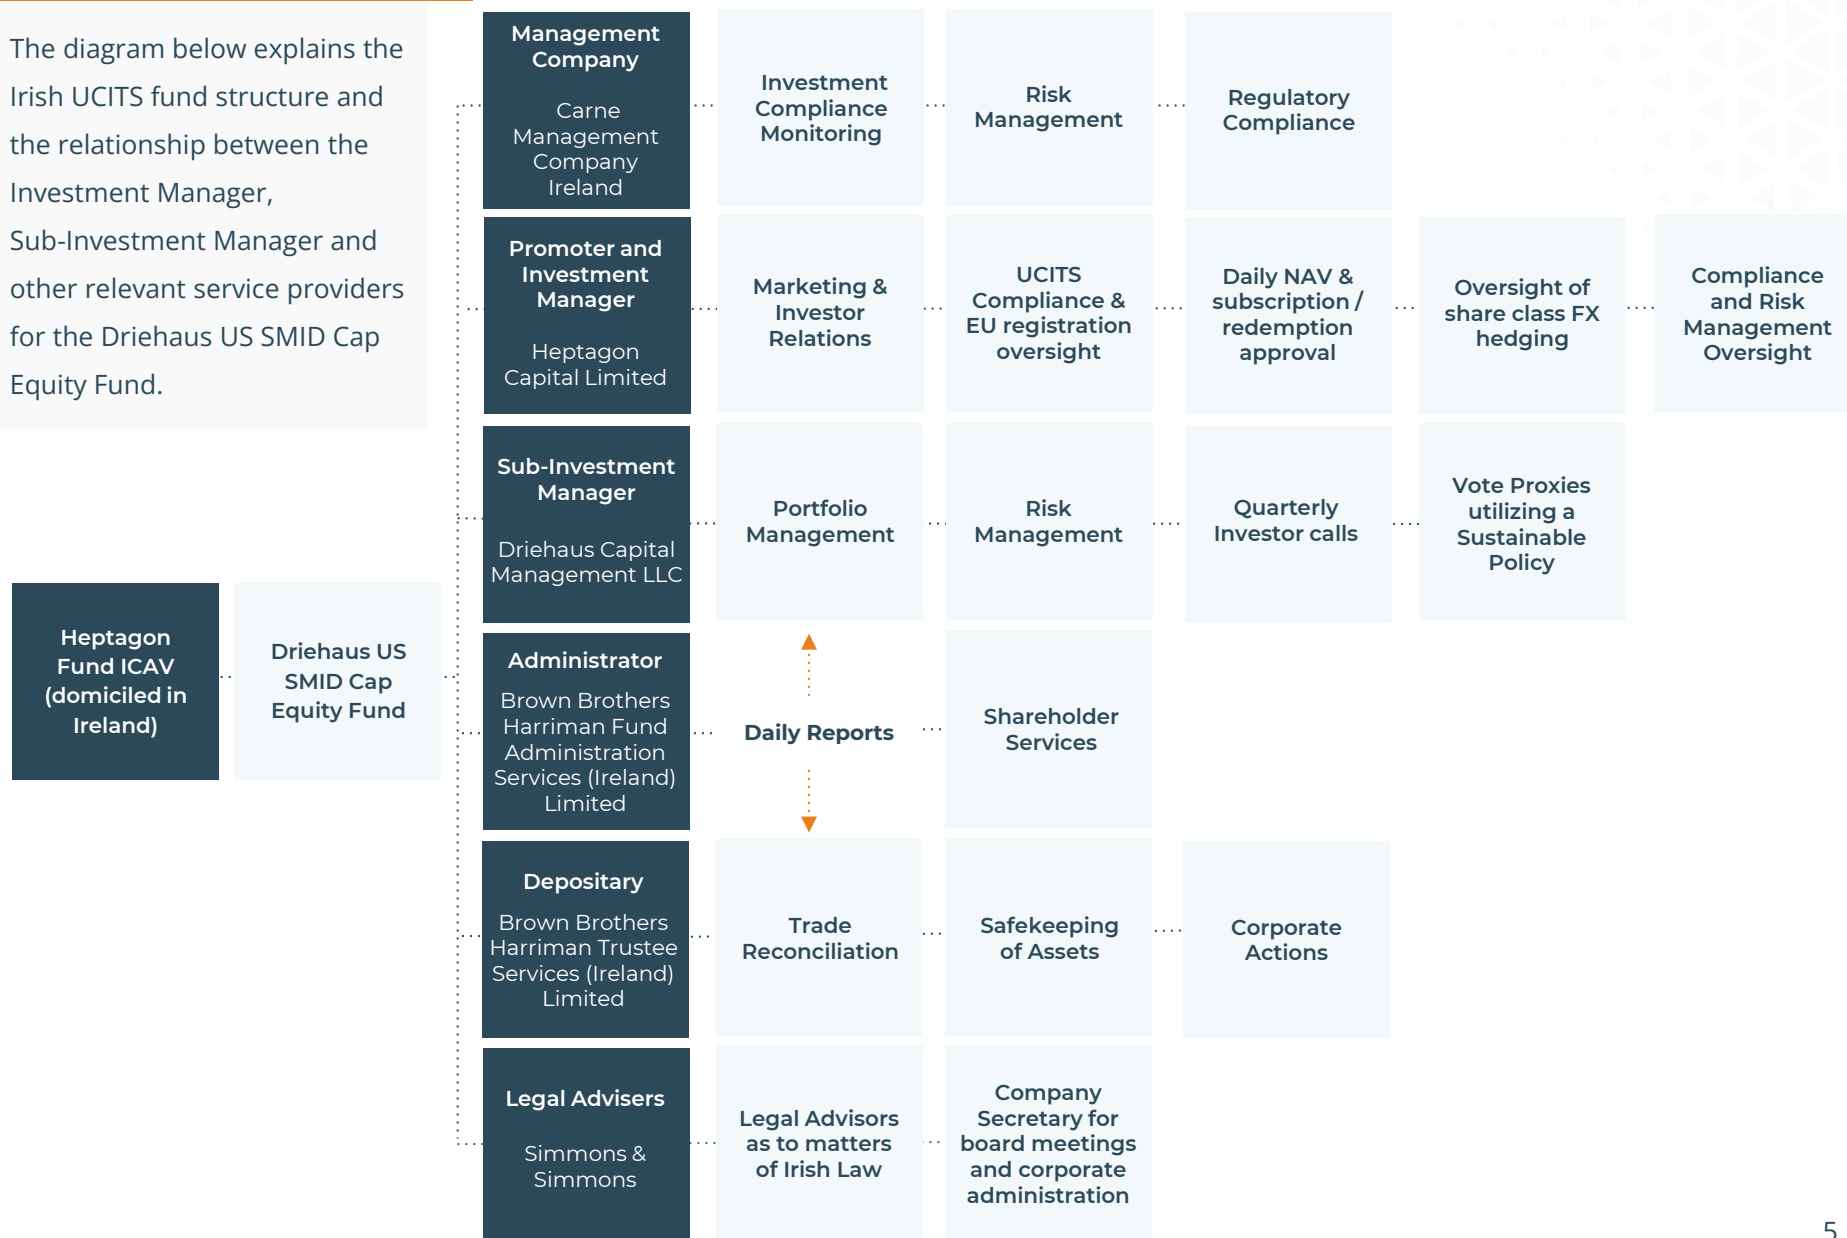 The diagram below explains the
Irish UCITS fund structure and
the relationship between the
Investment Manager,
Sub-Investment Manager and
other relevant service providers
for the Driehaus US SMID Cap
Equity Fund.
Heptagon
Fund ICAV
(domiciled in
Ireland)
Driehaus US
SMID Cap
Equity Fund
Management
Company
Carne
Management
Company
Ireland
Investment
Compliance
Monitoring
Risk
Management
Regulatory
Compliance
Promoter and
Investment
Manager
Heptagon
Capital Limited
Marketing &
Investor
Relations
UCITS
Compliance &
EU registration
oversight
Daily NAV &
subscription /
redemption
approval
Oversight of
share class FX
hedging
Compliance
and Risk
Management
Oversight
Sub-Investment
Manager
Driehaus Capital
Management LLC
Portfolio
Management
Risk
Management
Quarterly
Investor calls
Vote Proxies
utilizing a
Sustainable
Policy
Administrator
Brown Brothers
Harriman Fund
Administration
Services (Ireland)
Limited
Daily Reports
Shareholder
Services
Depositary
Brown Brothers
Harriman Trustee
Services (Ireland)
Limited
Trade
Reconciliation
Safekeeping
of Assets
Corporate
Actions
Legal Advisers
Simmons &
Simmons
Legal Advisors
as to matters
of Irish Law
Company
Secretary for
board meetings
and corporate
administration
5